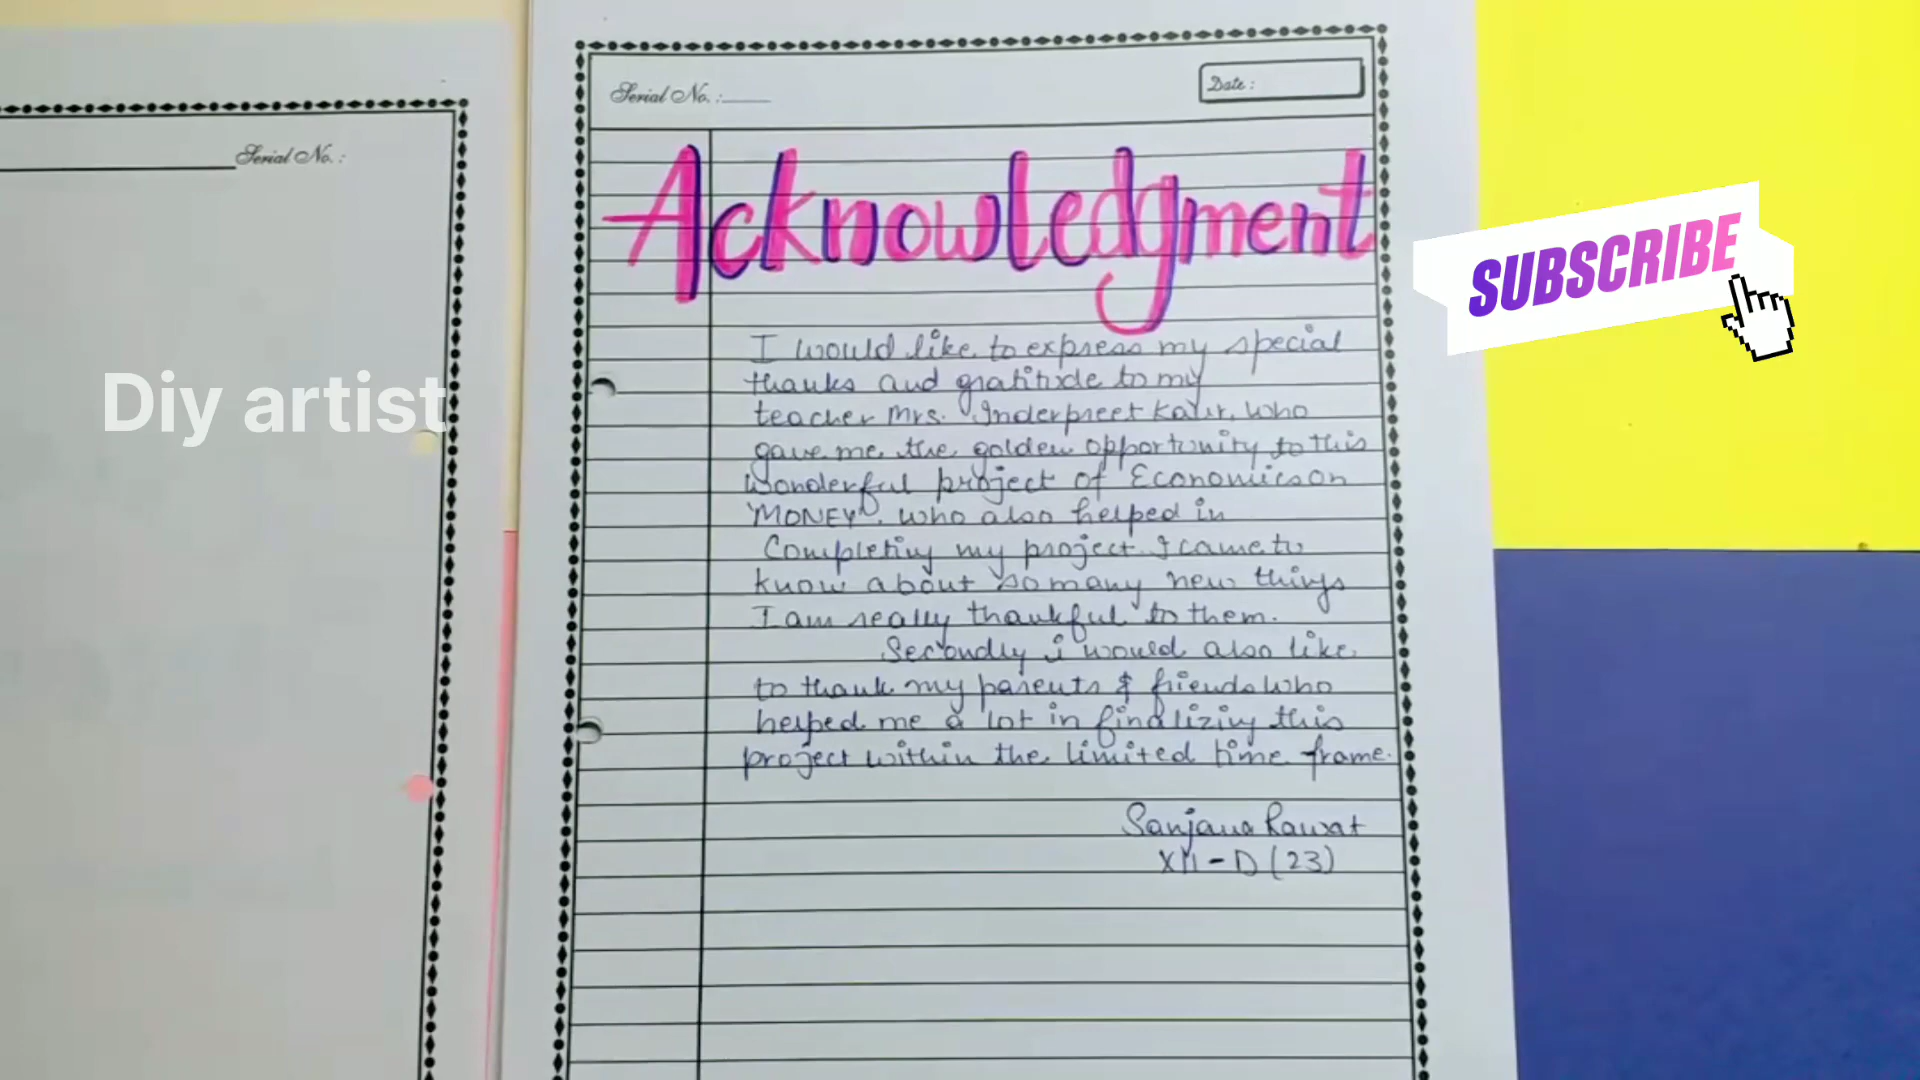 Serial No. :
Serial No. :
Date :
Acknowledgment
I would like to express my special
thanks and gratitude to my
teacher Mrs. Inderpreet Kaur, who
gave me the golden opportunity to this
wonderful project of Economics on
'MONEY'. who also helped in
Completing my project. I came to
know about so many new things
I am really thankful to them.
Secondly i would also like
to thank my parents & friends who
helped me a lot in finalizing this
project within the limited time frame.
Sanjana Rawat
XII-D (23)
Diy artist
SUBSCRIBE